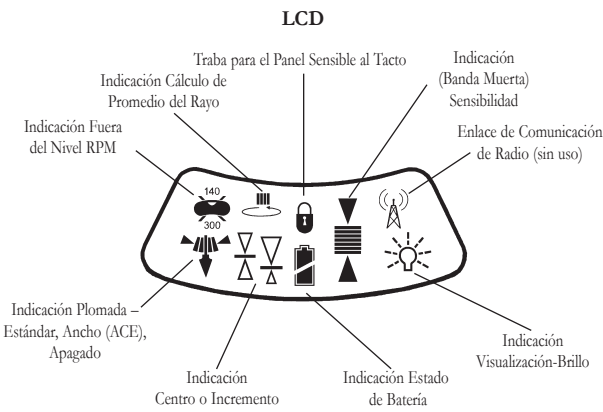 LCD
Traba para el Panel Sensible al Tacto
Indicación
(Banda Muerta)
Sensibilidad
Indicación Cálculo de
Promedio del Rayo
Enlace de Comunicación
de Radio (sin uso)
Indicación Fuera
del Nivel RPM
140
300
Indicación Plomada –
Estándar, Ancho (ACE),
Apagado
Indicación
Visualización-Brillo
Indicación
Centro o Incremento
Indicación Estado
de Batería